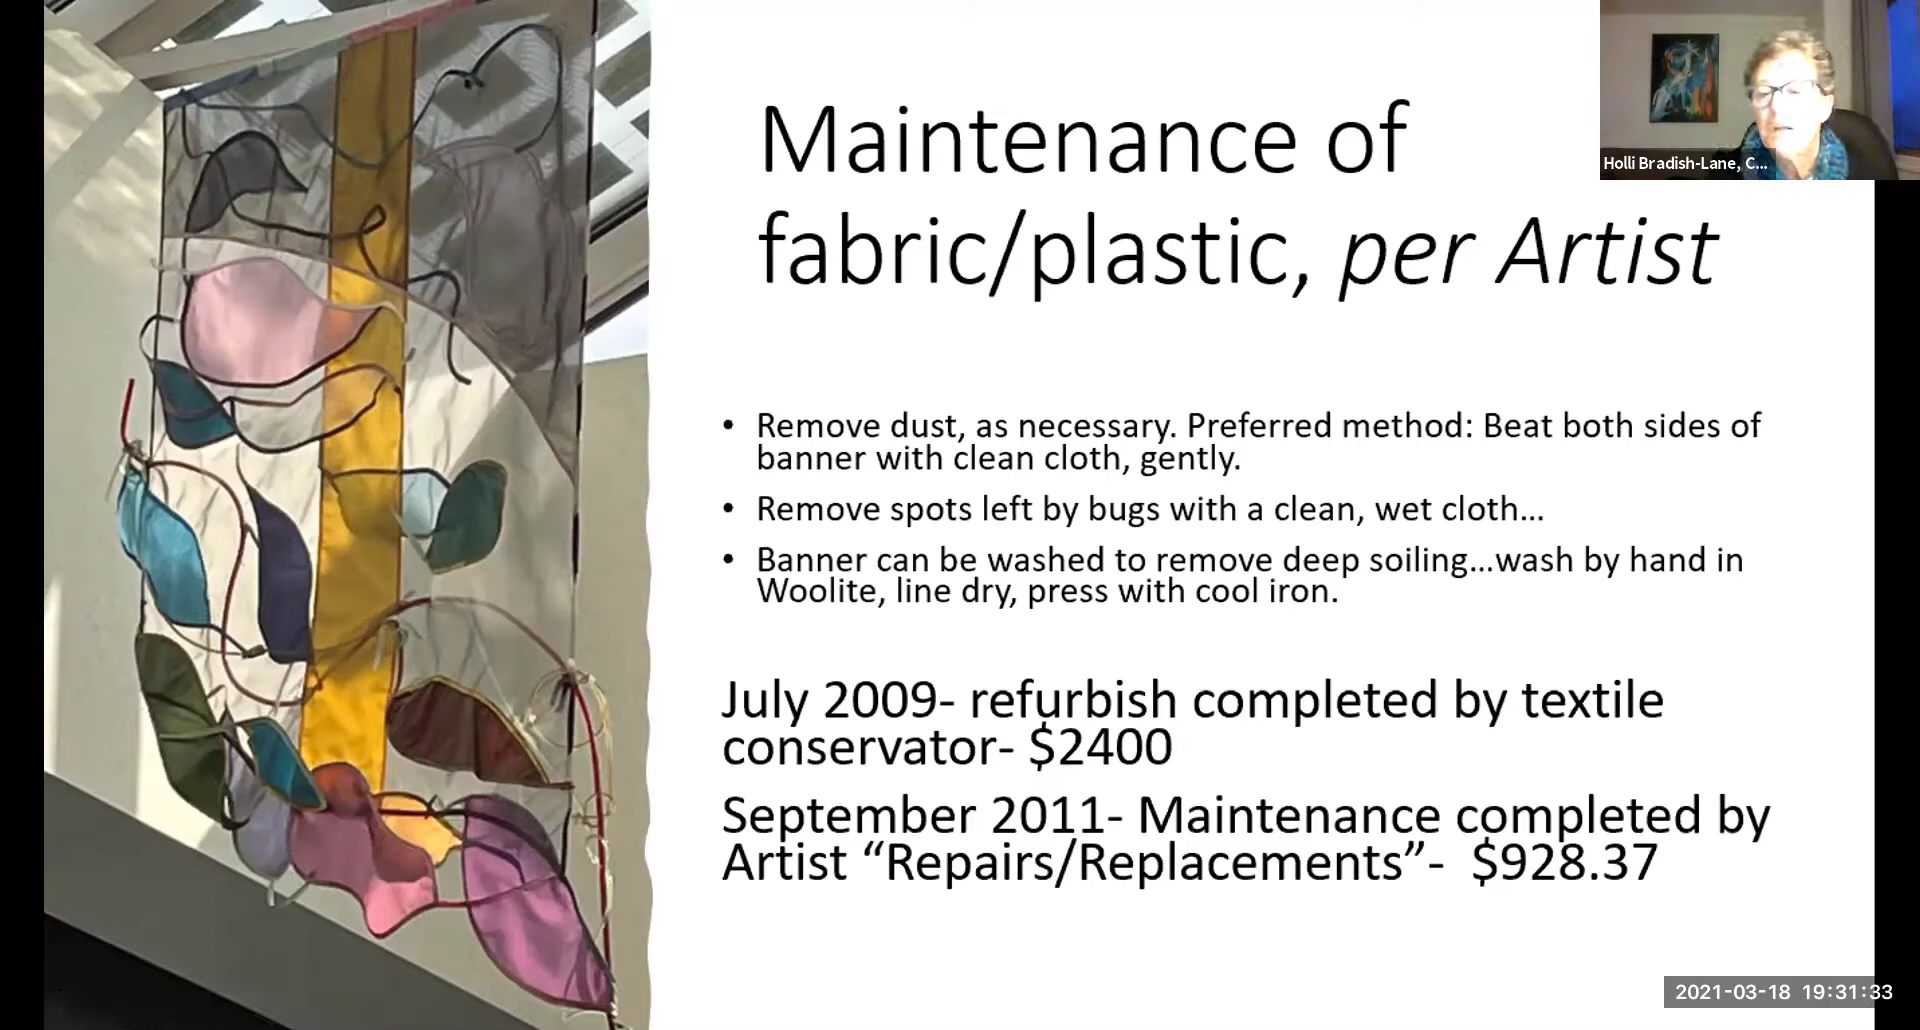 Maintenance of
fabric/plastic, per Artist
Holli Bradish-Lane, C...
• Remove dust, as necessary. Preferred method: Beat both sides of
banner with clean cloth, gently.
• Remove spots left by bugs with a clean, wet cloth…
• Banner can be washed to remove deep soiling…wash by hand in
Woolite, line dry, press with cool iron.
July 2009- refurbish completed by textile
conservator- $2400
September 2011- Maintenance completed by
Artist “Repairs/Replacements”- $928.37
2021-03-18 19:31:33